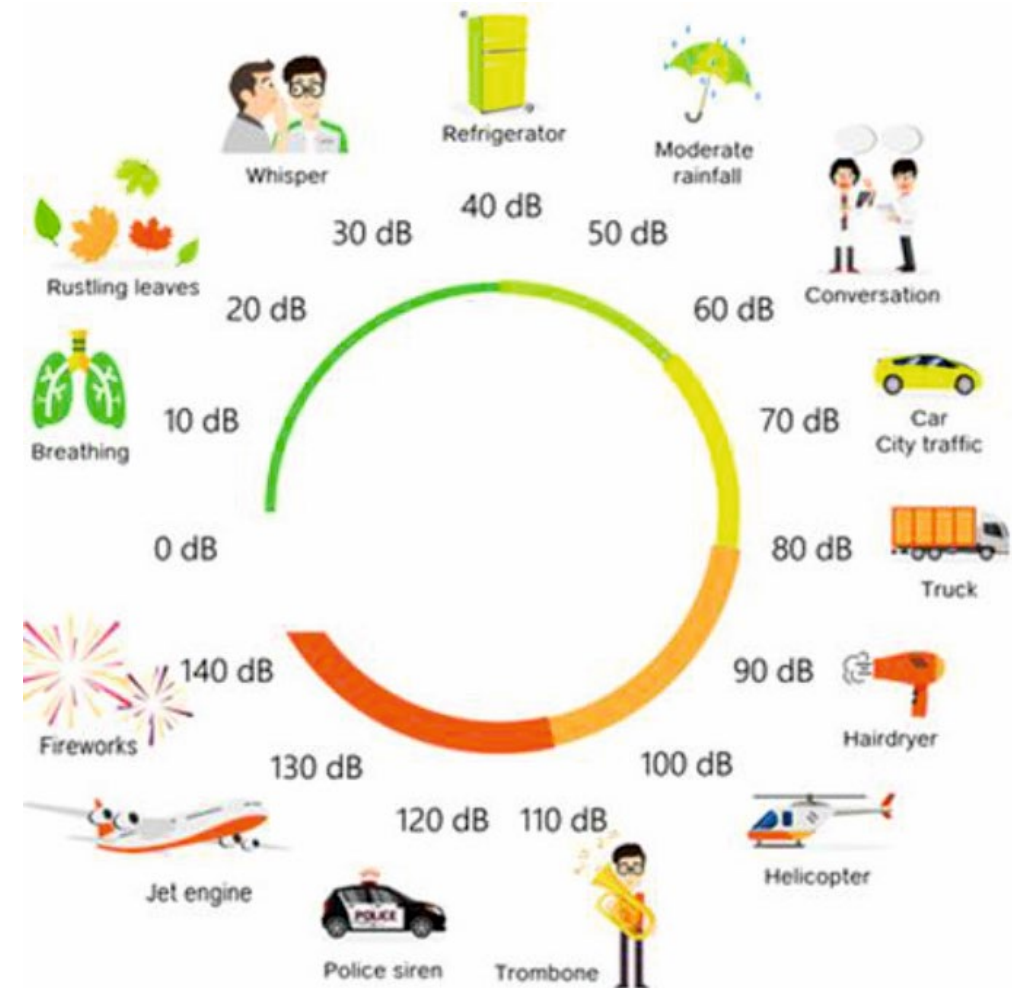 0 dB
10 dB
Breathing
20 dB
Rustling leaves
30 dB
Whisper
40 dB
Refrigerator
50 dB
Moderate
rainfall
60 dB
Conversation
70 dB
Car
City traffic
80 dB
Truck
90 dB
Hairdryer
100 dB
Helicopter
110 dB
Trombone
120 dB
POLICE
Police siren
130 dB
Jet engine
140 dB
Fireworks